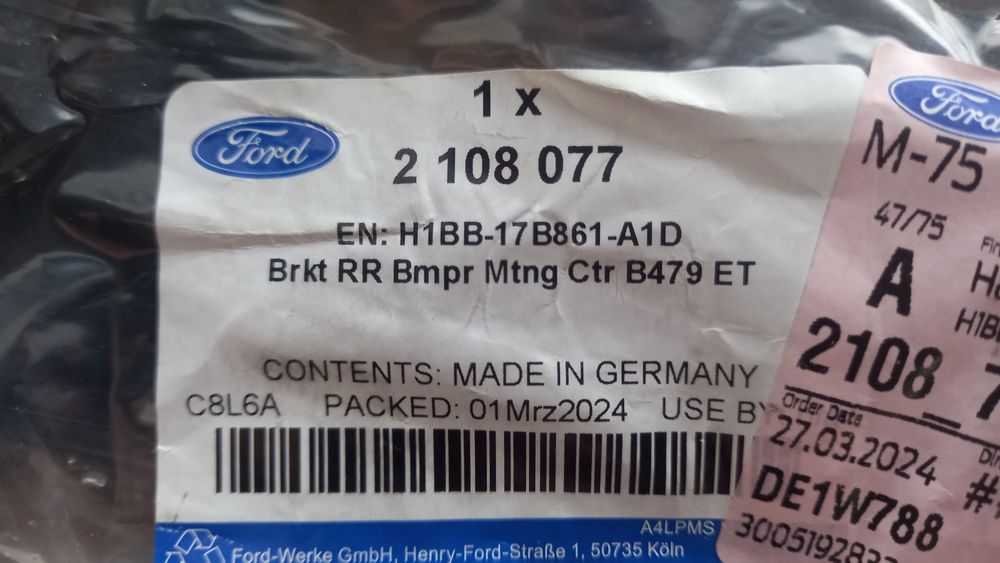 1 x
Ford
2 108 077
EN: H1BB-17B861-A1D
Brkt RR Bmpr Mtng Ctr B479 ET
CONTENTS: MADE IN GERMANY
C8L6A PACKED: 01Mrz2024 USE BY
A4LPMS
Ford-Werke GmbH, Henry-Ford-Straße 1, 50735 Köln
Ford
M-75
47/75
A
2108
Order Date
27.03.2024
DE1W788